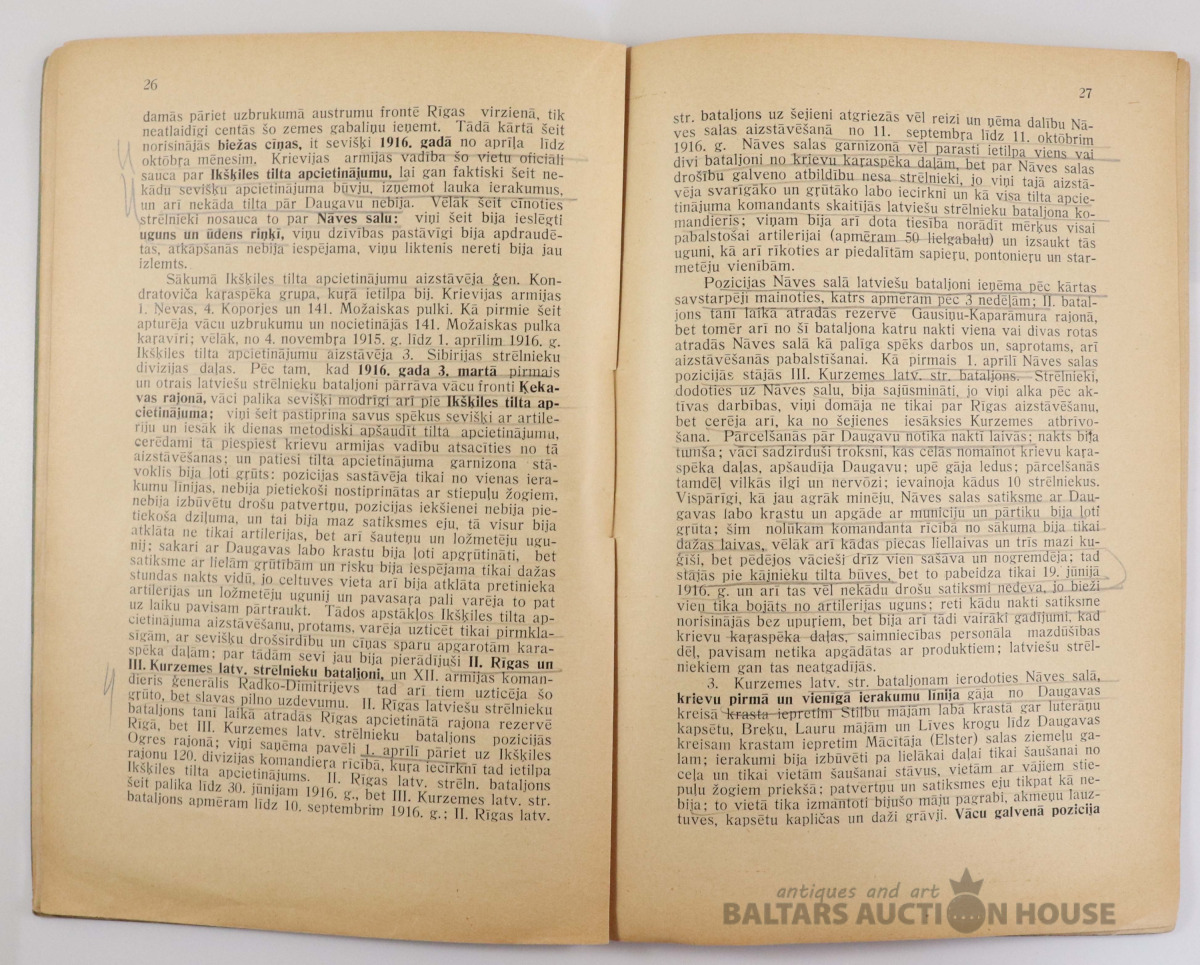 26
damās pāriet uzbrukumā austrumu frontē Rīgas virzienā, tik
neatlaidīgi centās šo zemes gabaliņu ieņemt. Tādā kārtā šeit
norisinājās biežas cīņas, it sevišķi 1916. gadā no aprīļa līdz
oktōbŗa mēnesim. Krievijas armijas vadība šo vietu oficiāli
sauca par Ikšķiles tilta apcietinājumu, lai gan faktiski šeit ne-
kādu sevišķu apcietinājuma būvju, izņemot lauka ierakumus,
un arī nekāda tilta pār Daugavu nebija. Vēlāk šeit cīnoties
strēlnieki nosauca to par Nāves salu; viņi šeit bija ieslēgti
uguns un ūdens riņķī, viņu dzīvības pastāvīgi bija apdraudē-
tas, atkāpšanās nebija iespējama, viņu liktenis nereti bija jau
izlemts.
Sākumā Ikšķiles tilta apcietinājumu aizstāvēja ģen. Kon-
dratoviča kaŗaspēka grupa, kuŗā ietilpa bij. Krievijas armijas
1. Ņevas, 4. Koporjes un 141. Možaiskas pulki. Kā pirmie šeit
apturēja vācu uzbrukumu un nocietinājās 141. Možaiskas pulka
kaŗavīri; vēlāk, no 4. novembŗa 1915. g. līdz 1. aprīlim 1916. g.
Ikšķiles tilta apcietinājumu aizstāvēja 3. Sibirijas strēlnieku
divizijas daļas. Pēc tam, kad 1916. gada 3. martā pirmais
un otrais latviešu strēlnieku bataljoni pārrāva vācu fronti Ķeka-
vas rajonā, vāci palika sevišķi modrīgi arī pie Ikšķiles tilta ap-
cietinājuma; viņi šeit pastiprina savus spēkus sevišķi ar artile-
riju un iesāk ik dienas metodiski apšaudīt tilta apcietinājumu,
cerēdami tā piespiest krievu armijas vadību atsacīties no tā
aizstāvēšanas; un patiesi tilta apcietinājuma garnizona stā-
voklis bija ļoti grūts: pozicijas sastāvēja tikai no vienas iera-
kumu līnijas, nebija pietiekoši nostiprinātas ar stiepuļu žogiem,
nebija izbūvētu drošu patvertņu, pozicijas iekšienei nebija pie-
tiekoša dziļuma, un tai bija maz satiksmes eju, tā visur bija
atklāta ne tikai artilerijas, bet arī šauteņu un ložmetēju ugu-
nij; sakari ar Daugavas labo krastu bija ļoti apgrūtināti, bet
satiksme ar lielām grūtībām un risku bija iespējama tikai dažas
stundas nakts vidū, jo celtuves vieta arī bija atklāta pretinieka
artilerijas un ložmetēju ugunij un pavasaŗa pali varēja to pat
uz laiku pavisam pārtraukt. Tādos apstākļos Ikšķiles tilta ap-
cietinājuma aizstāvēšanu, protams, varēja uzticēt tikai pirmkla-
sīgām, ar sevišķu drošsirdību un cīņas sparu apgarotām kaŗa-
spēka daļām; par tādām sevi jau bija pierādījuši II. Rīgas un
III. Kurzemes latv. strēlnieku bataljoni, un XII. armijas koman-
dieris ģenerālis Radko-Dimitrijevs tad arī tiem uzticēja šo
grūto, bet slavas pilno uzdevumu. II. Rīgas latviešu strēlnieku
bataljons tanī laikā atradās Rīgas apcietinātā rajona rezervē
Rīgā, bet III. Kurzemes latv. strēlnieku bataljons pozicijās
Ogres rajonā; viņi saņēma pavēli 1. aprīlī pāriet uz Ikšķiles
rajonu 120. divizijas komandieŗa rīcībā, kuŗa iecirknī tad ietilpa
Ikšķiles tilta apcietinājums. II. Rīgas latv. strēln. bataljons
šeit palika līdz 30. jūnijam 1916. g., bet III. Kurzemes latv. str.
bataljons apmēram līdz 10. septembrim 1916. g.; II. Rīgas latv.
27
str. bataljons uz šejieni atgriezās vēl reizi un ņēma dalību Nā-
ves salas aizstāvēšanā no 11. septembŗa līdz 11. oktōbrim
1916. g. Nāves salas garnizonā vēl parasti ietilpa viens vai
divi bataljoni no krievu kaŗaspēka daļām, bet par Nāves salas
drošību galveno atbildību nesa strēlnieki, jo viņi tajā aizstā-
vēja svarīgāko un grūtāko labo iecirkni un kā visa tilta apcie-
tinājuma komandants skaitījās latviešu strēlnieku bataljona ko-
mandieris; viņam bija arī dota tiesība norādīt mērķus visai
pabalstošai artilerijai (apmēram 50 lielgabalu) un izsaukt tās
uguni, kā arī rīkoties ar piedalītām sapieŗu, pontonieru un star-
metēju vienībām.
Pozicijas Nāves salā latviešu bataljoni ieņēma pēc kārtas
savstarpēji mainoties, katrs apmēram pēc 3 nedēļām; II. batal-
jons tani laikā atradās rezervē Gausiņu-Kaparāmura rajonā,
bet tomēr arī no šī bataljona katru nakti viena vai divas rotas
atradās Nāves salā kā palīga spēks darbos un, saprotams, arī
aizstāvēšanās pabalstīšanai. Kā pirmais 1. aprīlī Nāves salas
pozicijās stājās III. Kurzemes latv. str. bataljons. Strēlnieki,
dodoties uz Nāves salu, bija sajūsmināti, jo viņi alka pēc ak-
tīvas darbības, viņi domāja ne tikai par Rīgas aizstāvēšanu,
bet cerēja arī, ka no šejienes iesāksies Kurzemes atbrīvo-
šana. Pārcelšanās pār Daugavu notika naktī laivās; nakts bija
tumša; vāci sadzirduši troksni, kas cēlās nomainot krievu kaŗa-
spēka daļas, apšaudīja Daugavu; upē gāja ledus; pārcelšanās
tamdēļ vilkās ilgi un nervōzi; ievainoja kādus 10 strēlniekus.
Vispārīgi, kā jau agrāk minēju, Nāves salas satiksme ar Dau-
gavas labo krastu un apgāde ar munīciju un pārtiku bija ļoti
grūta; šim nolūkam komandanta rīcībā no sākuma bija tikai
dažas laivas, vēlāk arī kādas piecas liellaivas un trīs mazi ku-
ģīši, bet pēdējos vācieši drīz vien sašāva un nogremdēja; tad
stājās pie kājnieku tilta būves, bet to pabeidza tikai 19. jūnijā
1916. g. un arī tas vēl nekādu drošu satiksmi nedeva, jo bieži
vien tika bojāts no artilerijas uguns; reti kādu nakti satiksme
norisinājās bez upuriem, bet bija arī tādi vairāki gadījumi, kad
krievu kaŗaspēka daļas, saimniecības personāla mazdūšības
dēļ, pavisam netika apgādātas ar produktiem; latviešu strēl-
niekiem gan tas neatgadījās.
3. Kurzemes latv. str. bataljonam ierodoties Nāves salā,
krievu pirmā un vienīgā ierakumu līnija gāja no Daugavas
kreisā krasta iepretim Stilbu mājām labā krastā gar luterāņu
kapsētu, Breķu, Lauru mājām un Līves krogu līdz Daugavas
kreisam krastam iepretim Mācītāja (Elster) salas ziemeļu ga-
lam; ierakumi bija izbūvēti pa lielākai daļai tikai šaušanai no
ceļa un tikai vietām šaušanai stāvus, vietām ar vājiem stie-
puļu žogiem priekšā; patvertņu un satiksmes eju tikpat kā ne-
bija; to vietā tika izmantoti bijušo māju pagrabi, akmeņu lauz-
tuves, kapsētu kapličas un daži grāvji. Vācu galvenā pozicija
antiques and art
BALTARS AUCTION HOUSE